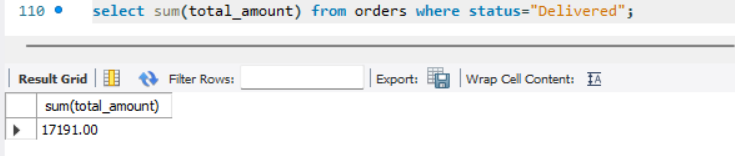 110 select sum(total_amount) from orders where status="Delivered";
Result Grid Filter Rows: Export: Wrap Cell Content: IA
sum(total_amount)
17191.00